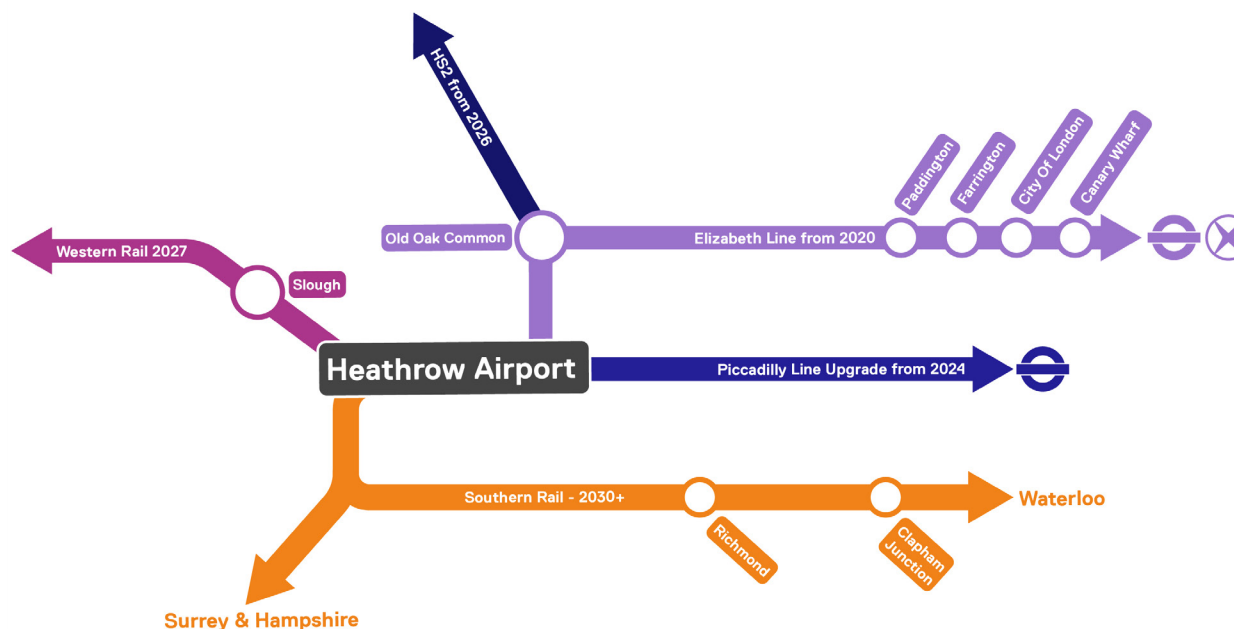 HS2 from 2026
Paddington
Farrington
City Of London
Canary Wharf
Old Oak Common
Elizabeth Line from 2020
Western Rail 2027
Slough
Heathrow Airport
Piccadilly Line Upgrade from 2024
Southern Rail - 2030+
Waterloo
Richmond
Clapham
Junction
Surrey & Hampshire